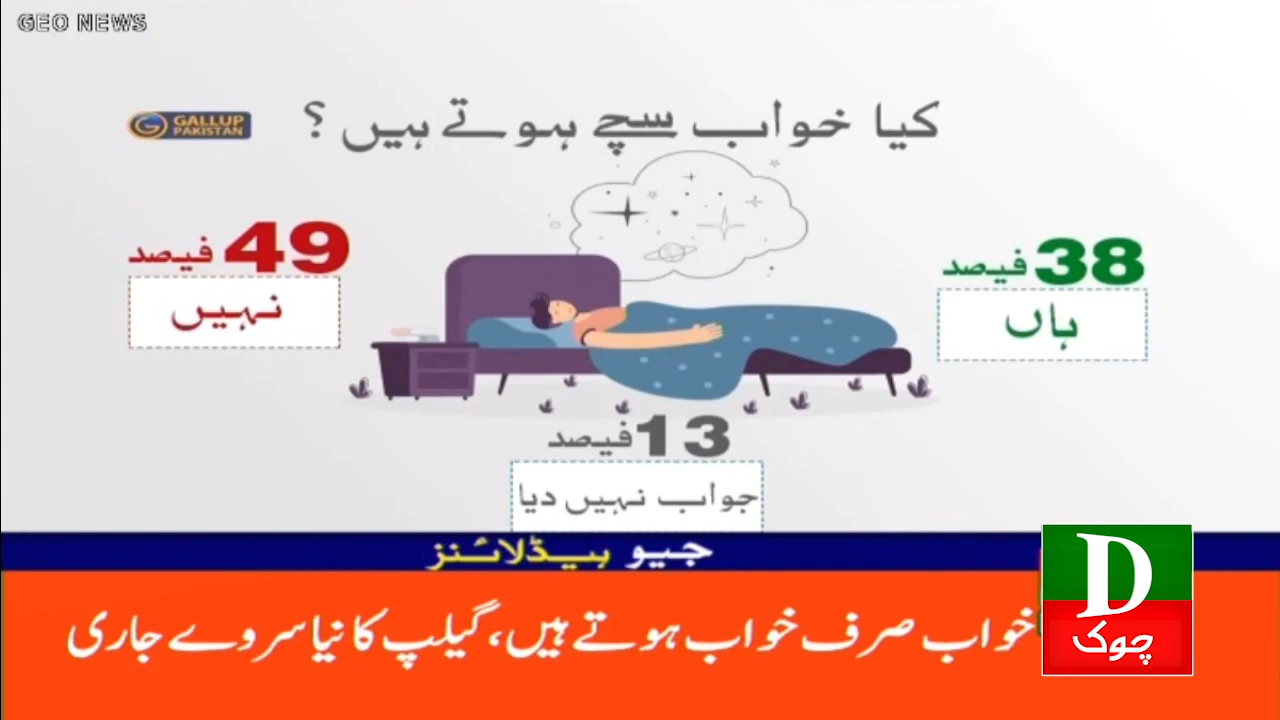 GEO NEWS
GALLUP
PAKISTAN
کیا خواب سچے ہوتے ہیں ؟
38 فیصد
ہاں
49 فیصد
نہیں
13 فیصد
جواب نہیں دیا
جیو ہیڈلائنز
خواب صرف خواب ہوتے ہیں، گیلپ کا نیا سروے جاری
D
چوک